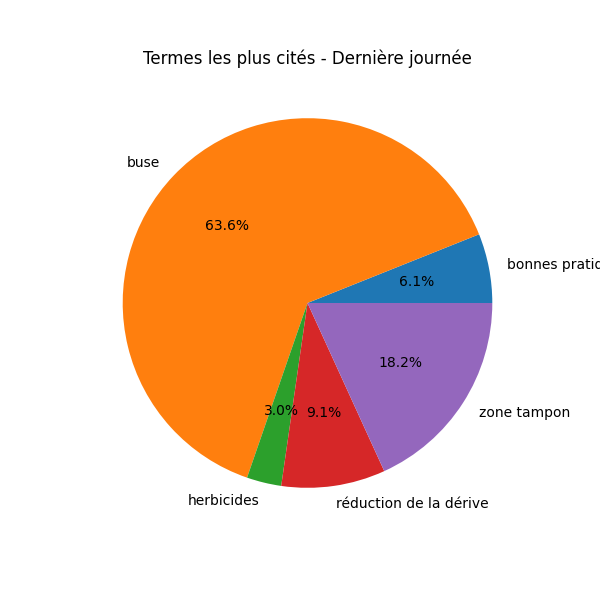 Termes les plus cités - Dernière journée
buse
63.6%
bonnes
6.1%
18.2%
zone tampon
3.0%
9.1%
herbicides
réduction de la dérive